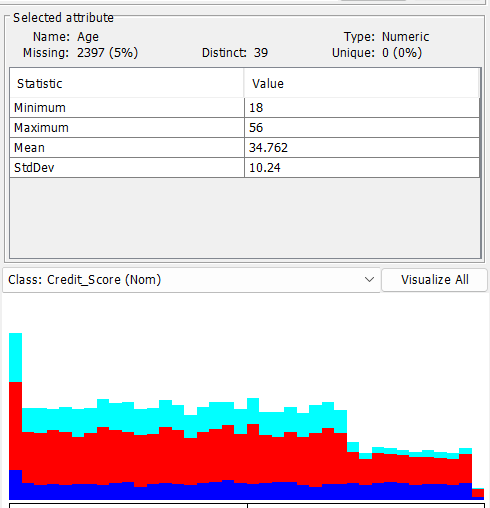 Selected attribute
Name: Age Type: Numeric
Missing: 2397 (5%) Distinct: 39 Unique: 0 (0%)
Statistic Value
Minimum 18
Maximum 56
Mean 34.762
StdDev 10.24
Class: Credit_Score (Nom) Visualize All